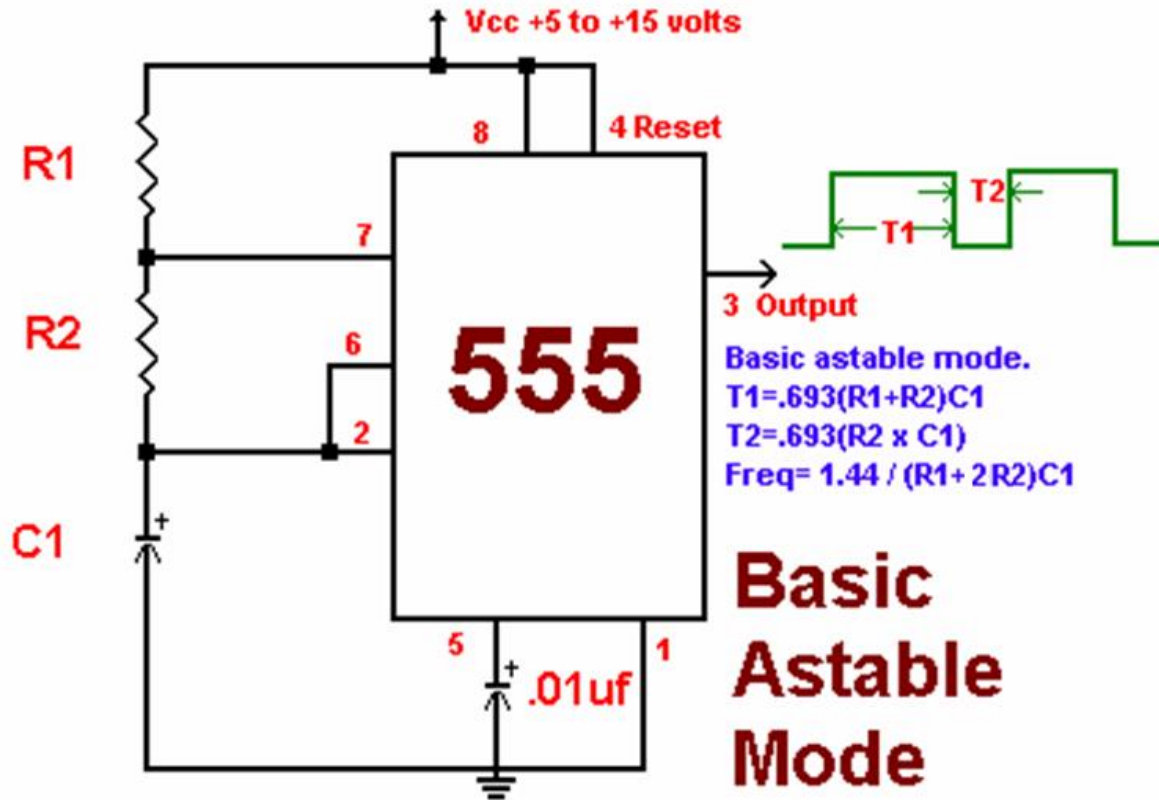 Vcc +5 to +15 volts
8
4 Reset
R1
7
T1
T2
3 Output
R2
6
555
2
Basic astable mode.
T1=.693(R1+R2)C1
T2=.693(R2 x C1)
Freq= 1.44 / (R1+2R2)C1
C1
+
5
+
.01uf
1
Basic
Astable
Mode